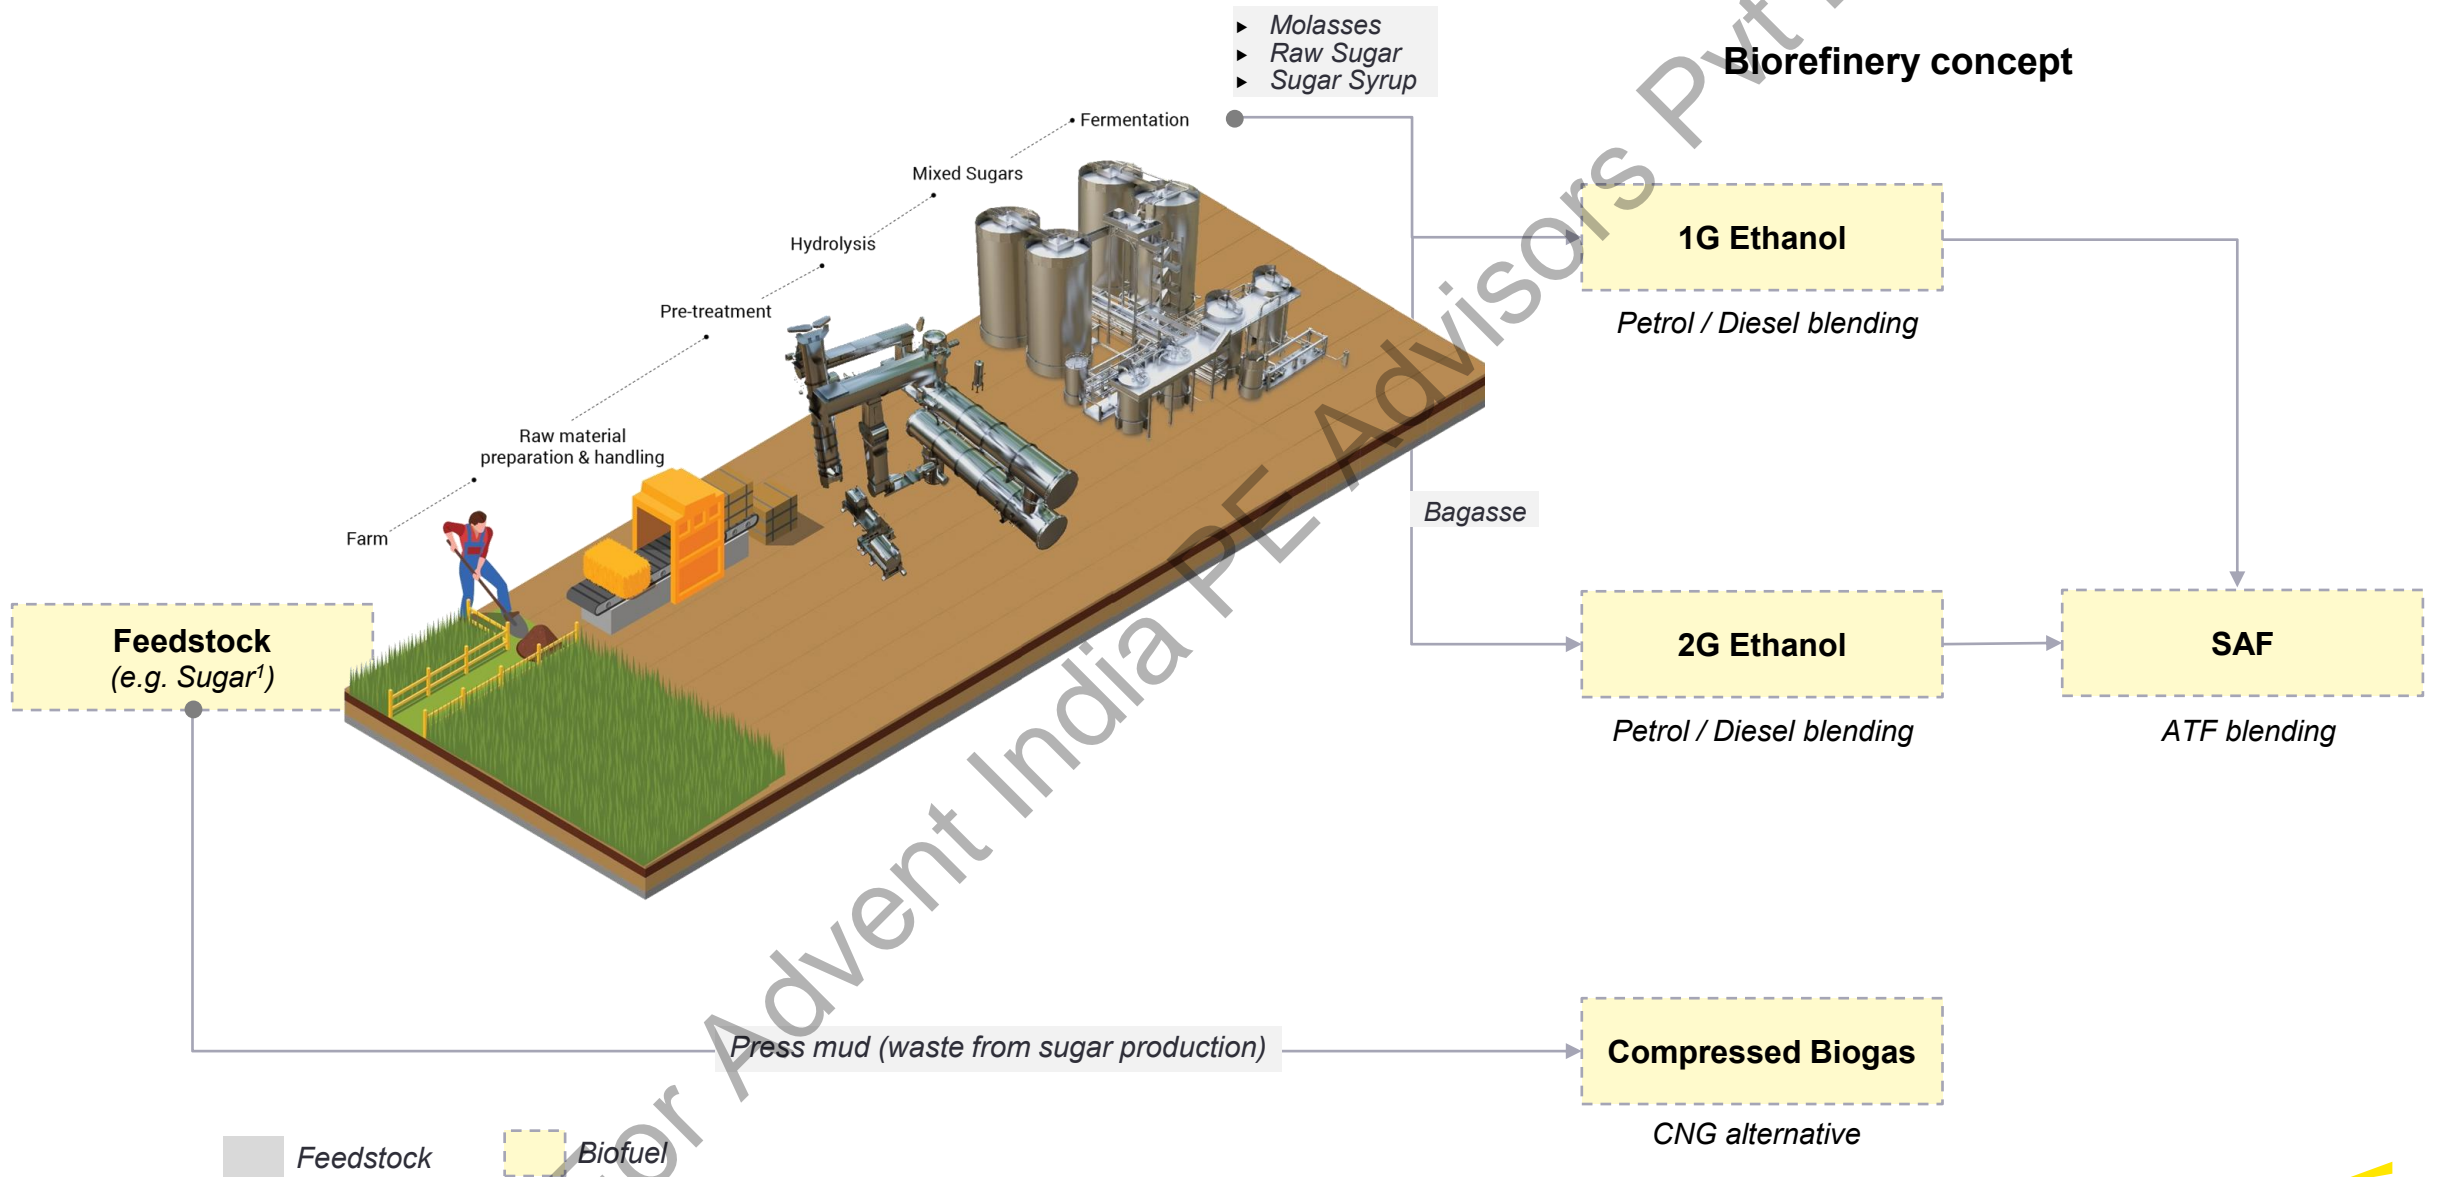 Molasses
Raw Sugar
Sugar Syrup
Biorefinery concept
Fermentation
Mixed Sugars
Hydrolysis
Pre-treatment
Raw material
preparation & handling
Farm
1G Ethanol
Petrol / Diesel blending
Bagasse
Feedstock
(e.g. Sugar¹)
2G Ethanol
Petrol / Diesel blending
SAF
ATF blending
Press mud (waste from sugar production)
Compressed Biogas
CNG alternative
Feedstock
Biofuel
or Advent India PE Advisors Pvt